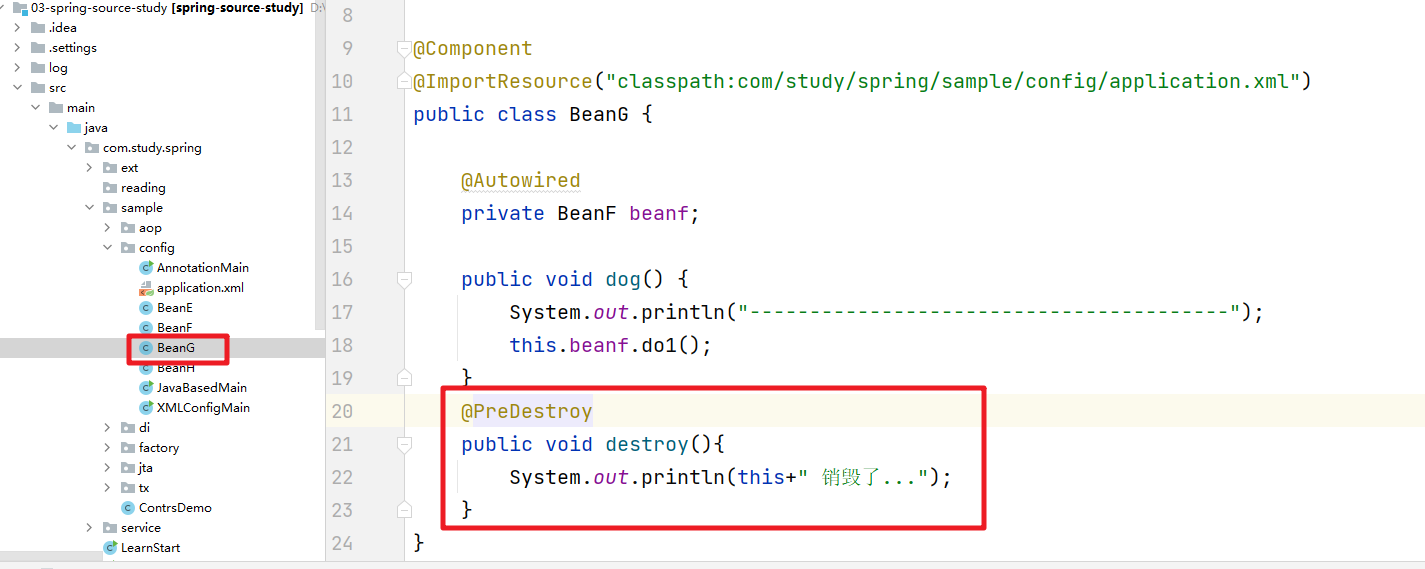 03-spring-source-study [spring-source-study] D:\
.idea
.settings
log
src
main
java
com.study.spring
ext
reading
sample
aop
config
AnnotationMain
application.xml
BeanE
BeanF
BeanG
BeanH
JavaBasedMain
XMLConfigMain
di
factory
jta
tx
ContrsDemo
service
LearnStart
8
9 @Component
10 @ImportResource("classpath:com/study/spring/sample/config/application.xml")
11 public class BeanG {
12
13 @Autowired
14 private BeanF beanf;
15
16 public void dog() {
17 System.out.println("----------------------------------------");
18 this.beanf.do1();
19 }
20 @PreDestroy
21 public void destroy(){
22 System.out.println(this+" 销毁了...");
23 }
24 }